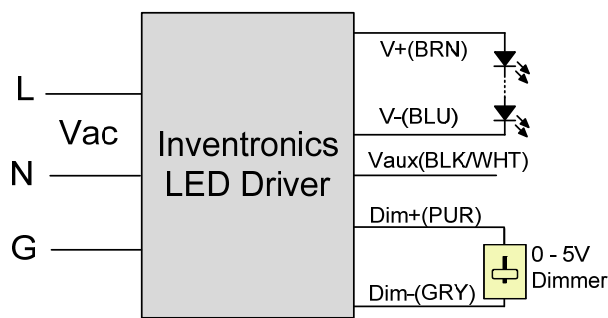 L
Vac
N
G
Inventronics
LED Driver
V+(BRN)
V-(BLU)
Vaux(BLK/WHT)
Dim+(PUR)
Dim-(GRY)
0 - 5V
Dimmer